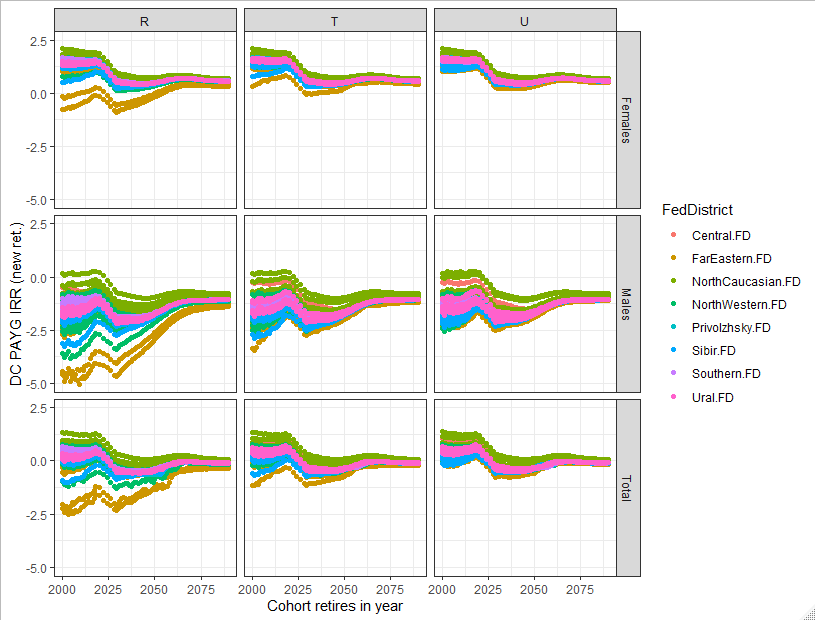 R T U
2.5
0.0
-2.5
-5.0
Females
2.5
0.0
-2.5
-5.0
Males
2.5
0.0
-2.5
-5.0
Total
DC PAYG IRR (new ret.)
2000 2025 2050 2075 2000 2025 2050 2075 2000 2025 2050 2075
Cohort retires in year
FedDistrict
Central.FD
FarEastern.FD
NorthCaucasian.FD
NorthWestern.FD
Privolzhsky.FD
Sibir.FD
Southern.FD
Ural.FD